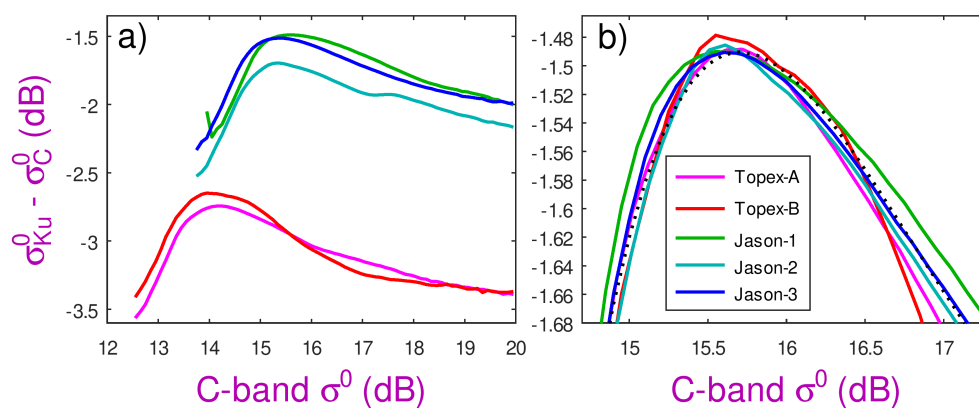 a)
-1.5
-2
-2.5
-3
-3.5
12 13 14 15 16 17 18 19 20
C-band σ⁰ (dB)
σ⁰Ku - σ⁰C (dB)
b)
-1.48
-1.5
-1.52
-1.54
-1.56
-1.58
-1.6
-1.62
-1.64
-1.66
-1.68
15 15.5 16 16.5 17
C-band σ⁰ (dB)
Topex-A
Topex-B
Jason-1
Jason-2
Jason-3